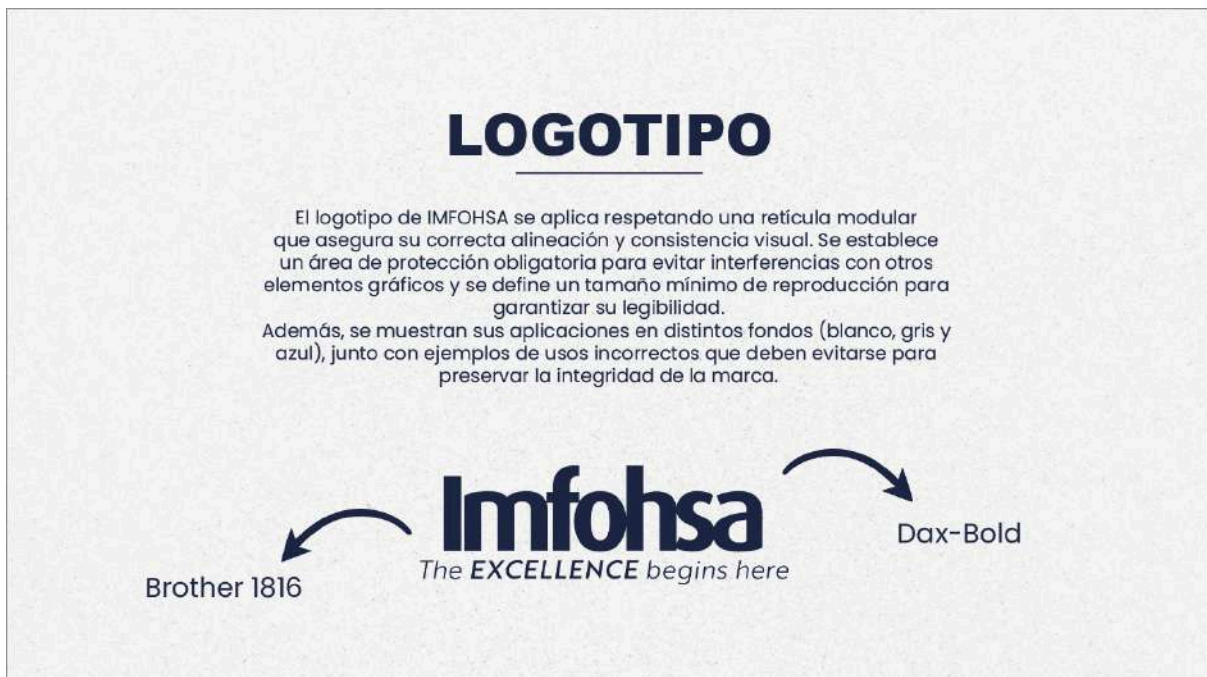 LOGOTIPO
El logotipo de IMFOHSA se aplica respetando una retícula modular
que asegura su correcta alineación y consistencia visual. Se establece
un área de protección obligatoria para evitar interferencias con otros
elementos gráficos y se define un tamaño mínimo de reproducción para
garantizar su legibilidad.
Además, se muestran sus aplicaciones en distintos fondos (blanco, gris y
azul), junto con ejemplos de usos incorrectos que deben evitarse para
preservar la integridad de la marca.
Imfohsa
The EXCELLENCE begins here
Dax-Bold
Brother 1816